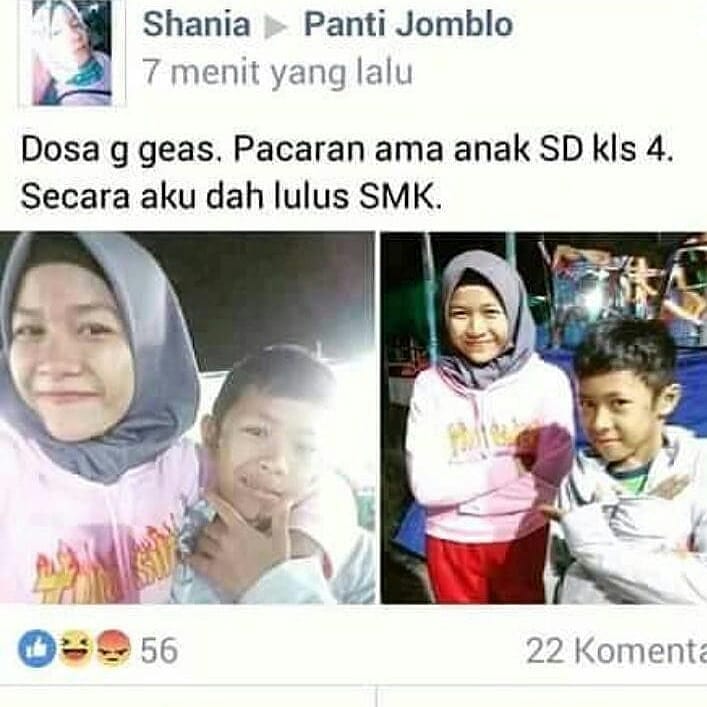 Shania ▶ Panti Jomblo
7 menit yang lalu
Dosa g geas. Pacaran ama anak SD kls 4.
Secara aku dah lulus SMK.
56
22 Komenta